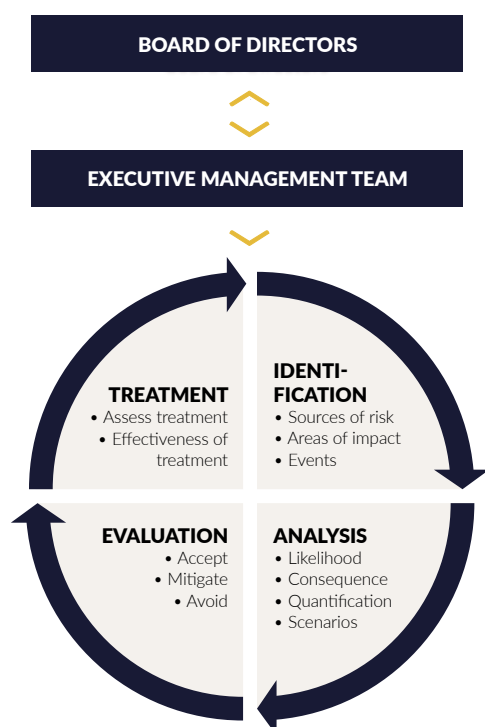 BOARD OF DIRECTORS
EXECUTIVE MANAGEMENT TEAM
TREATMENT
• Assess treatment
• Effectiveness of
treatment
IDENTI-
FICATION
• Sources of risk
• Areas of impact
• Events
EVALUATION
• Accept
• Mitigate
• Avoid
ANALYSIS
• Likelihood
• Consequence
• Quantification
• Scenarios